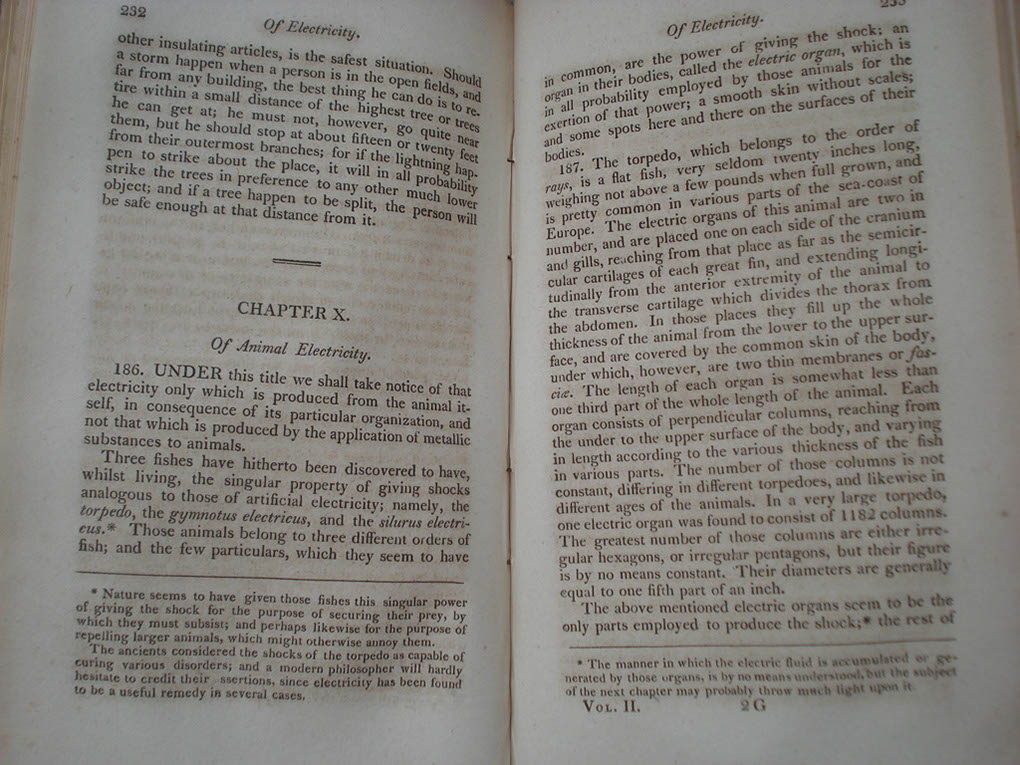 232
Of Electricity.
other insulating articles, is the safest situation. Should
a storm happen when a person is in the open fields, and
far from any building, the best thing he can do is to re-
tire within a small distance of the highest tree or trees
he can get at; he must not, however, go quite near
them, but he should stop at about fifteen or twenty feet
from their outermost branches; for if the lightning hap-
pen to strike about the place, it will in all probability
strike the trees in preference to any other much lower
object; and if a tree happen to be split, the person will
be safe enough at that distance from it.
CHAPTER X.
Of Animal Electricity.
186. UNDER this title we shall take notice of that
electricity only which is produced from the animal it-
self, in consequence of its particular organization, and
not that which is produced by the application of metallic
substances to animals.
Three fishes have hitherto been discovered to have,
whilst living, the singular property of giving shocks
analogous to those of artificial electricity; namely, the
torpedo, the gymnotus electricus, and the silurus electri-
cus.* Those animals belong to three different orders of
fish; and the few particulars, which they seem to have
* Nature seems to have given those fishes this singular power
of giving the shock for the purpose of securing their prey, by
which they must subsist; and perhaps likewise for the purpose of
repelling larger animals, which might otherwise annoy them.
The ancients considered the shocks of the torpedo as capable of
curing various disorders; and a modern philosopher will hardly
hesitate to credit their ssertions, since electricity has been found
to be a useful remedy in several cases.
233
Of Electricity.
in common, are the power of giving the shock; an
organ in their bodies, called the electric organ, which is
in all probability employed by those animals for the
exertion of that power; a smooth skin without scales;
and some spots here and there on the surfaces of their
bodies.
187. The torpedo, which belongs to the order of
rays, is a flat fish, very seldom twenty inches long,
weighing not above a few pounds when full grown, and
is pretty common in various parts of the sea-coast of
Europe. The electric organs of this animal are two in
number, and are placed one on each side of the cranium
and gills, reaching from that place as far as the semicir-
cular cartilages of each great fin, and extending longi-
tudinally from the anterior extremity of the animal to
the transverse cartilage which divides the thorax from
the abdomen. In those places they fill up the whole
thickness of the animal from the lower to the upper sur-
face, and are covered by the common skin of the body,
under which, however, are two thin membranes or fas-
ciæ. The length of each organ is somewhat less than
one third part of the whole length of the animal. Each
organ consists of perpendicular columns, reaching from
the under to the upper surface of the body, and varying
in length according to the various thickness of the fish
in various parts. The number of those columns is not
constant, differing in different torpedoes, and likewise in
different ages of the animals. In a very large torpedo,
one electric organ was found to consist of 1182 columns.
The greatest number of those columns are either irre-
gular hexagons, or irregular pentagons, but their figure
is by no means constant. Their diameters are generally
equal to one fifth part of an inch.
The above mentioned electric organs seem to be the
only parts employed to produce the shock;* the rest of
* The manner in which the electric fluid is accumulated or ge-
nerated by those organs, is by no means understood, but the subject
of the next chapter may probably throw much light upon it
VOL. II. 2 G